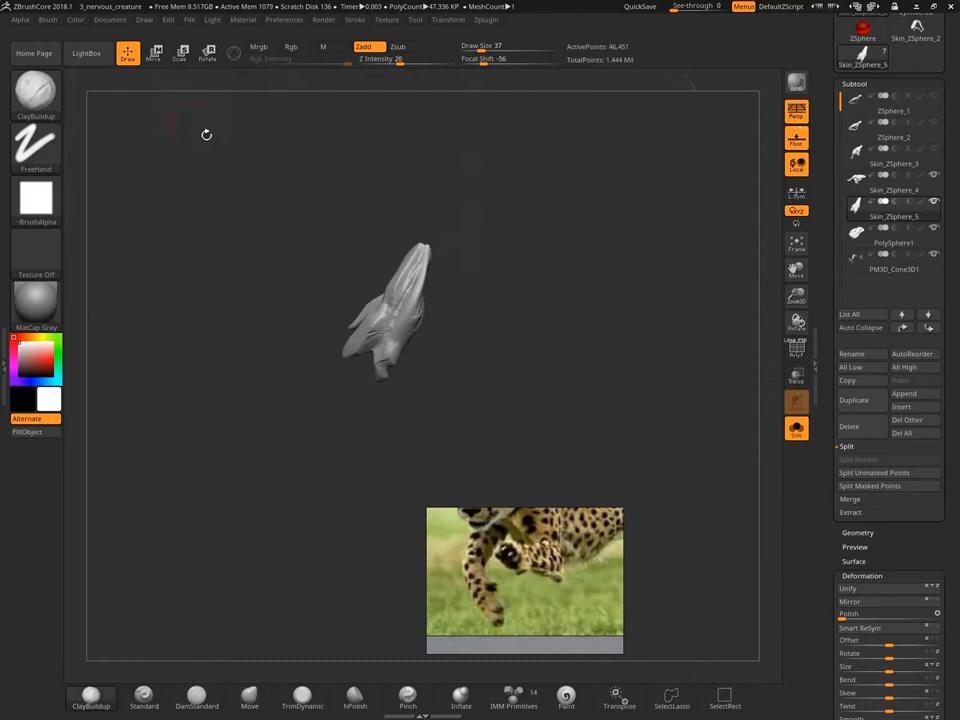 ZBrushCore 2018.1 • 3_nervous_creature • Free Mem 8.517GB • Active Mem 1079 • Scratch Disk 136 • Timer▶0.003 • PolyCount▶47.336 KP • MeshCount▶1
QuickSave
See-through 0
Menus
DefaultZScript
Alpha Brush Color Document Draw Edit File Light Material Preferences Render Stroke Texture Tool Transform Zplugin
Home Page
LightBox
Draw
Move
Scale
Rotate
Mrgb Rgb M
Rgb Intensity
Zadd Zsub
Z Intensity 20
Draw Size 37
Focal Shift -56
ActivePoints: 46,451
TotalPoints: 1.444 Mil
ClayBuildup
FreeHand
~BrushAlpha
Texture Off
MatCap Gray
Alternate
FillObject
BPR
Persp
Floor
Local
L.Sym
Frame
Move
Zoom3D
Rotate
Line Fill
PolyF
Transp
Solo
ZSphere
Skin_ZSphere_2
7
Skin_ZSphere_5
Subtool
ZSphere_1
ZSphere_2
Skin_ZSphere_3
Skin_ZSphere_4
Skin_ZSphere_5
PolySphere1
PM3D_Cone3D1
List All
Auto Collapse
Rename AutoReorder
All Low All High
Copy Paste
Duplicate Append
Insert
Delete Del Other
Del All
Split
Split Hidden
Split Unmasked Points
Split Masked Points
Merge
Extract
Geometry
Preview
Surface
Deformation
Unify
Mirror
Polish
Smart ReSym
Offset
Rotate
Size
Bend
Skew
Twist
ClayBuildup Standard DamStandard Move TrimDynamic hPolish Pinch Inflate IMM Primitives 14 Paint Transpose SelectLasso SelectRect